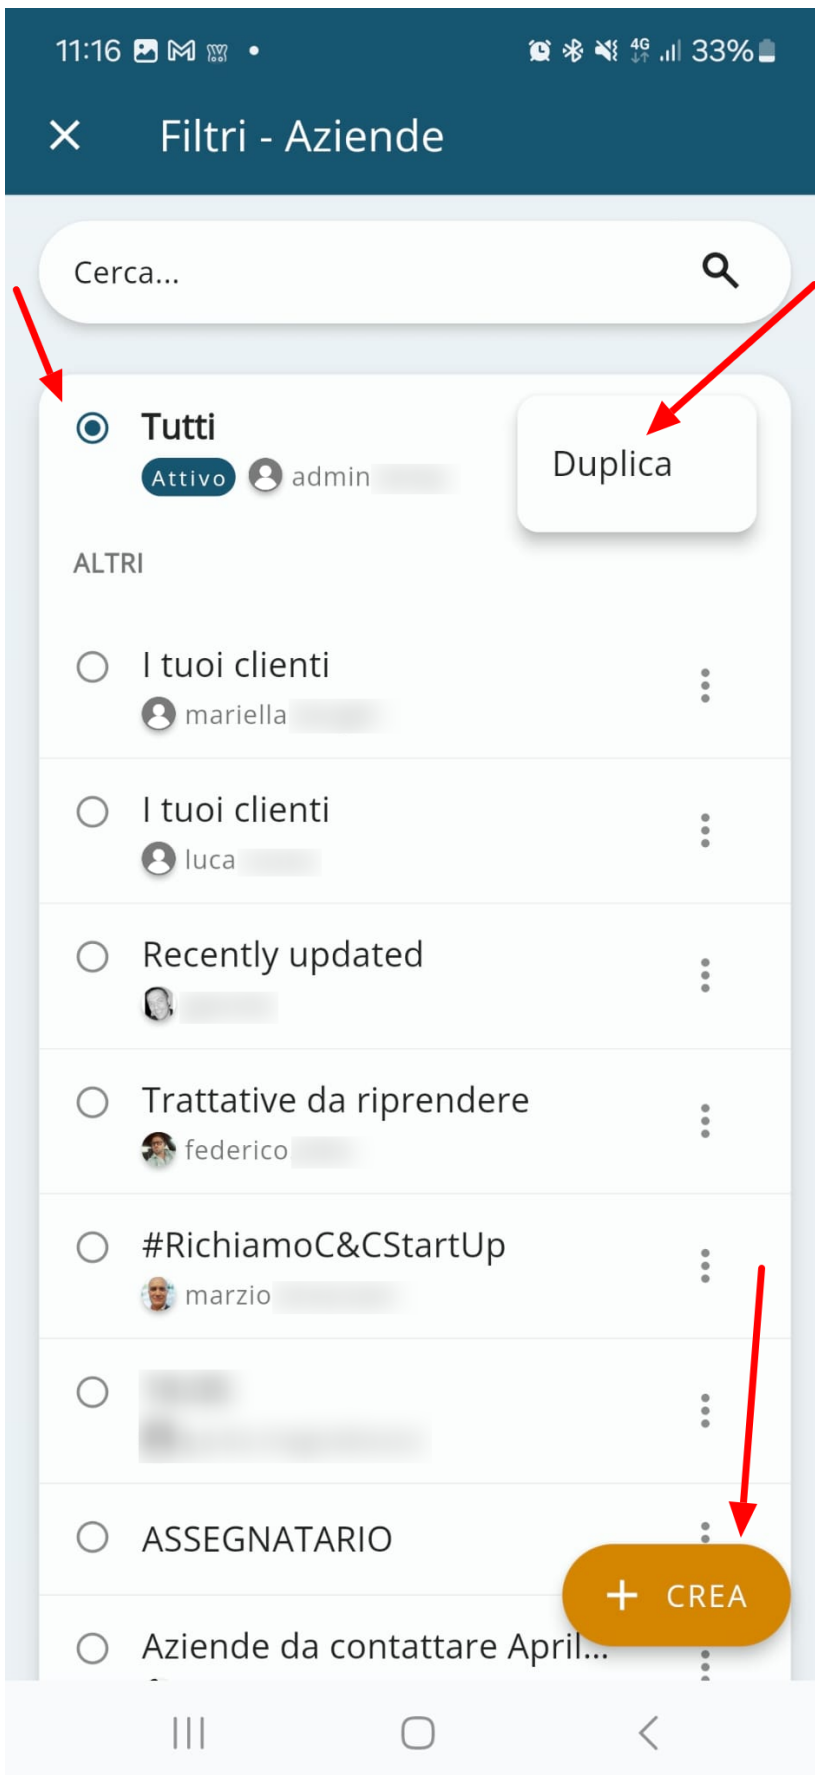 11:16 4G 33%
Filtri - Aziende
Cerca...
Tutti
Duplica
Attivo admin
ALTRI
I tuoi clienti
mariella
I tuoi clienti
luca
Recently updated
Trattative da riprendere
federico
#RichiamoC&CStartUp
marzio
ASSEGNATARIO
+ CREA
Aziende da contattare April...